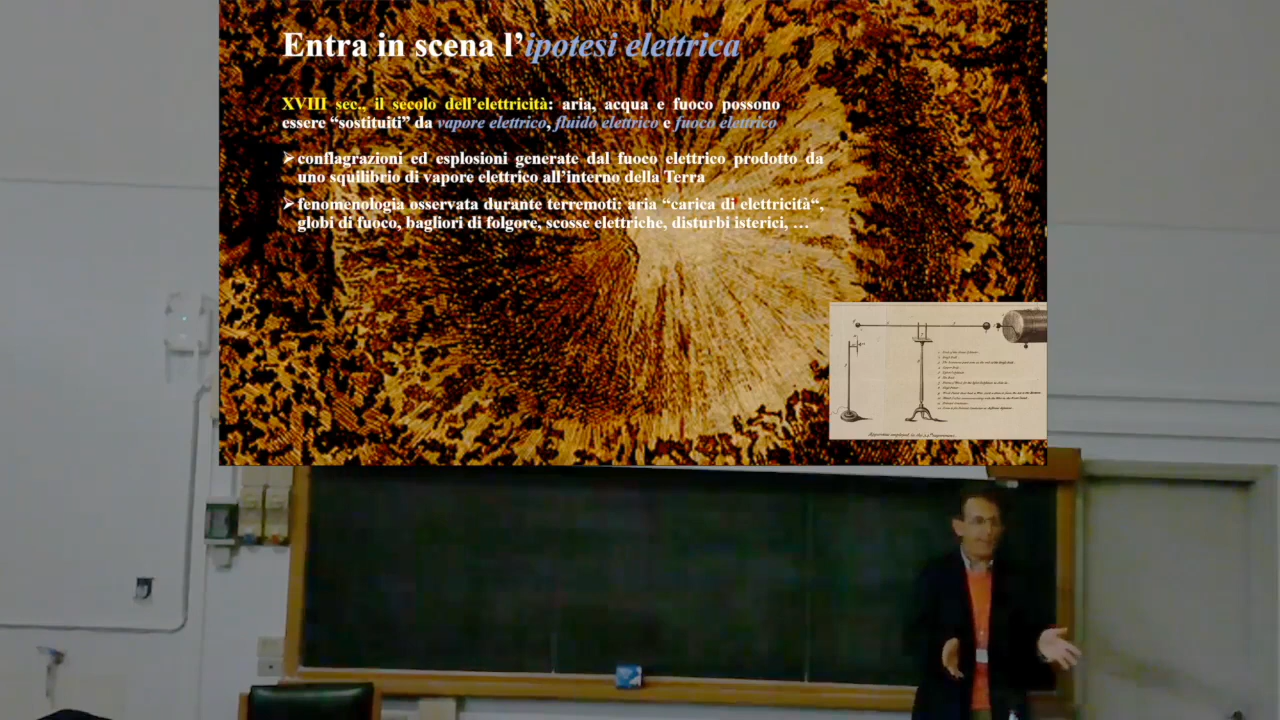 Entra in scena l’ipotesi elettrica
XVIII sec., il secolo dell’elettricità: aria, acqua e fuoco possono
essere “sostituiti” da vapore elettrico, fluido elettrico e fuoco elettrico
➢conflagrazioni ed esplosioni generate dal fuoco elettrico prodotto da
uno squilibrio di vapore elettrico all’interno della Terra
➢fenomenologia osservata durante terremoti: aria “carica di elettricità“,
globi di fuoco, bagliori di folgore, scosse elettriche, disturbi isterici, …